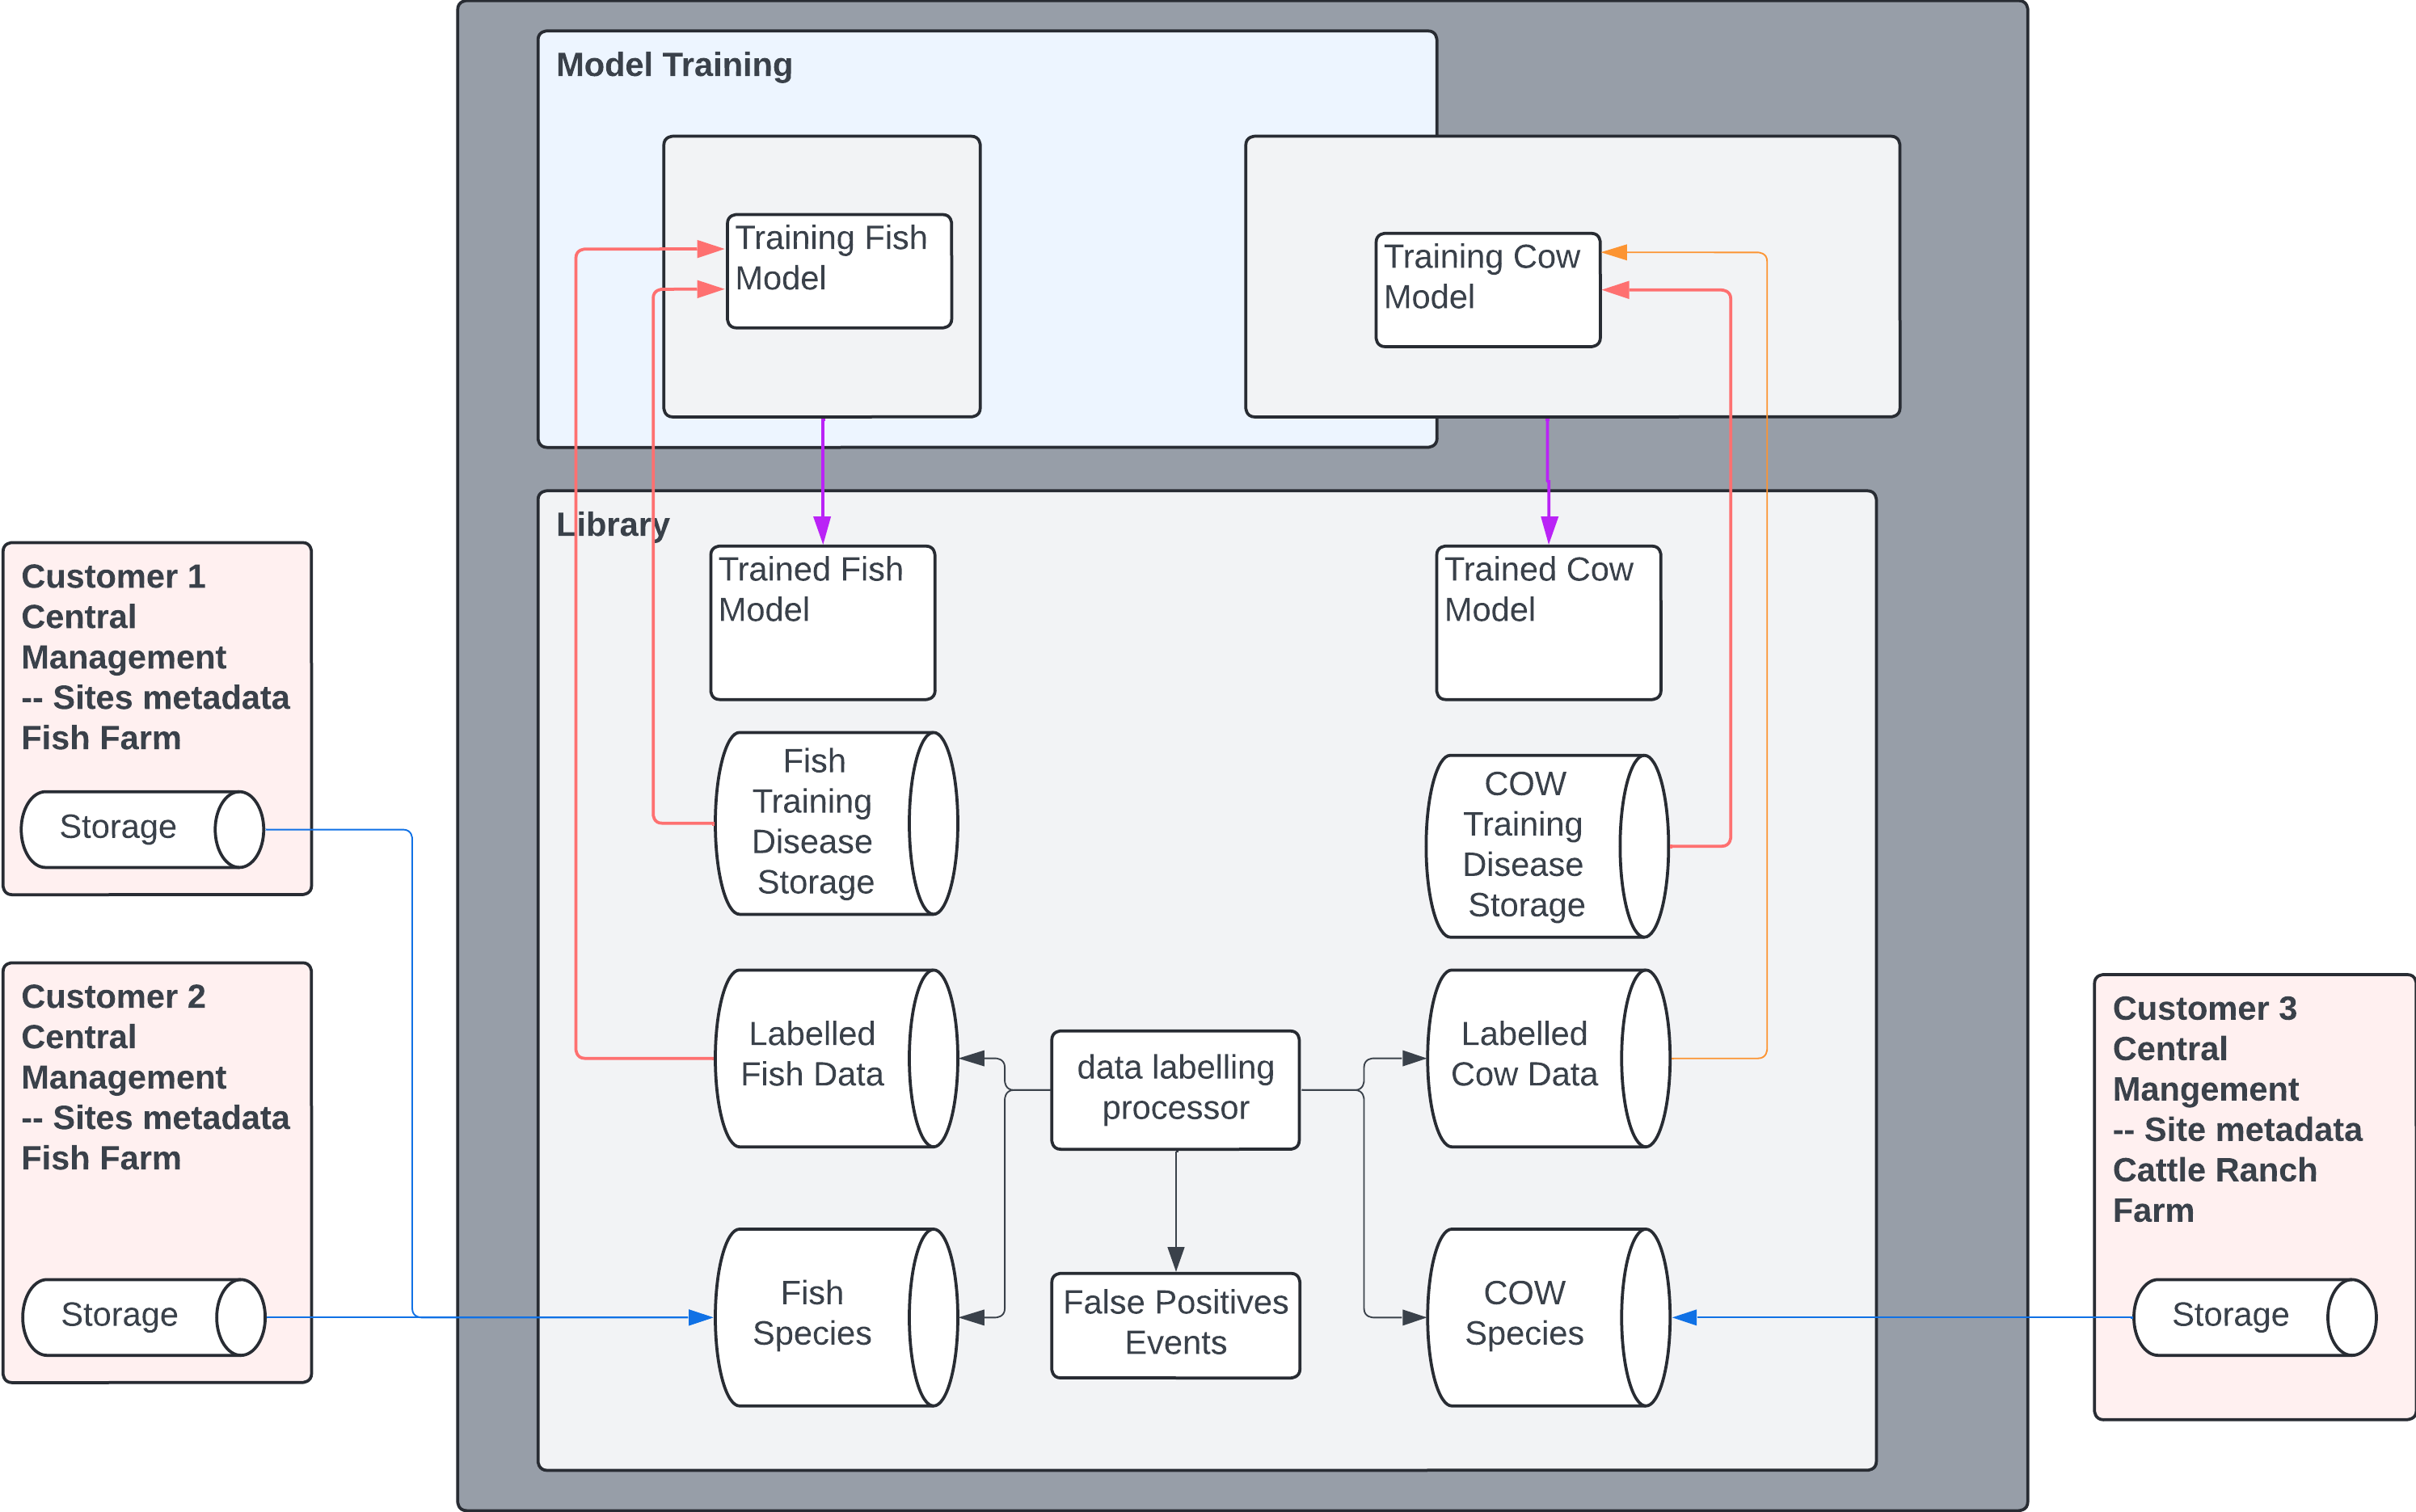 Model Training
Training Fish
Model
Training Cow
Model
Library
Trained Fish
Model
Trained Cow
Model
Customer 1
Central
Management
-- Sites metadata
Fish Farm
Storage
Fish
Training
Disease
Storage
COW
Training
Disease
Storage
Customer 2
Central
Management
-- Sites metadata
Fish Farm
Storage
Labelled
Fish Data
data labelling
processor
Labelled
Cow Data
Fish
Species
False Positives
Events
COW
Species
Customer 3
Central
Mangement
-- Site metadata
Cattle Ranch
Farm
Storage